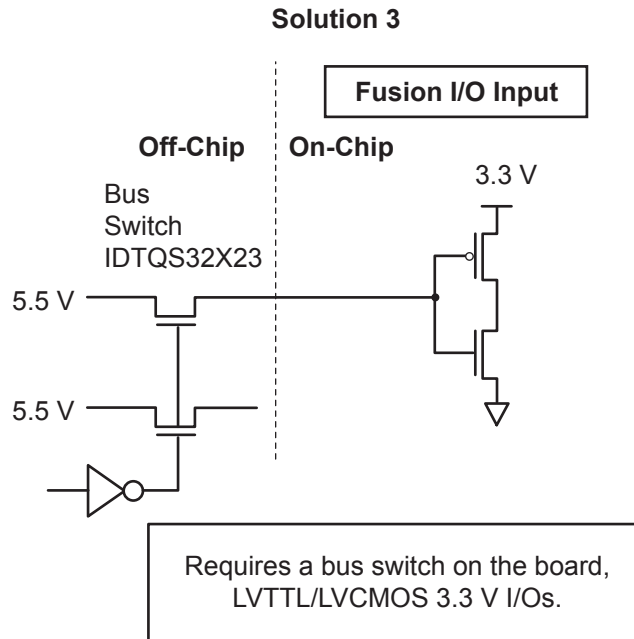 Solution 3
Fusion I/O Input
Off-Chip
On-Chip
Bus
Switch
IDTQS32X23
3.3 V
5.5 V
5.5 V
Requires a bus switch on the board,
LVTTL/LVCMOS 3.3 V I/Os.